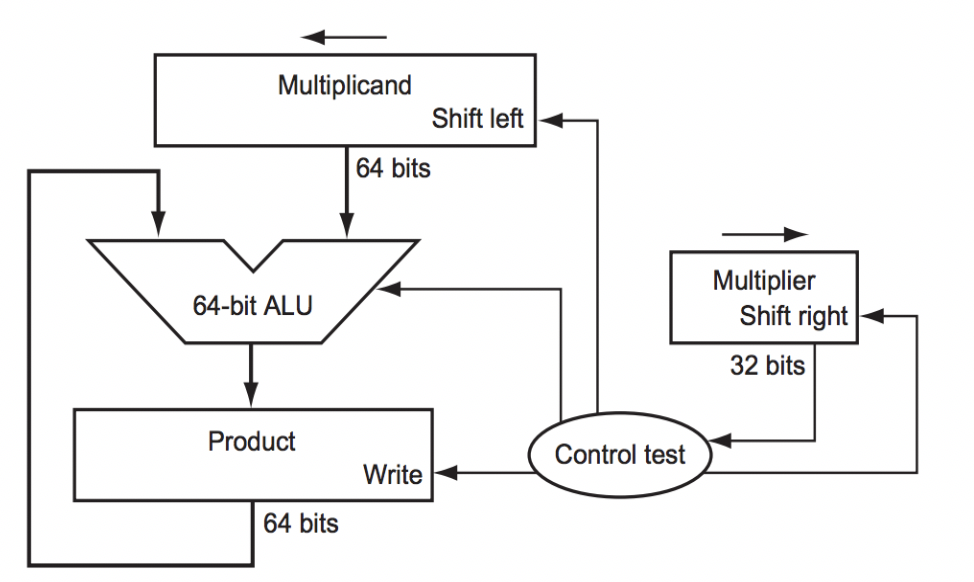 Multiplicand
Shift left
64 bits
64-bit ALU
Multiplier
Shift right
32 bits
Product
Write
Control test
64 bits